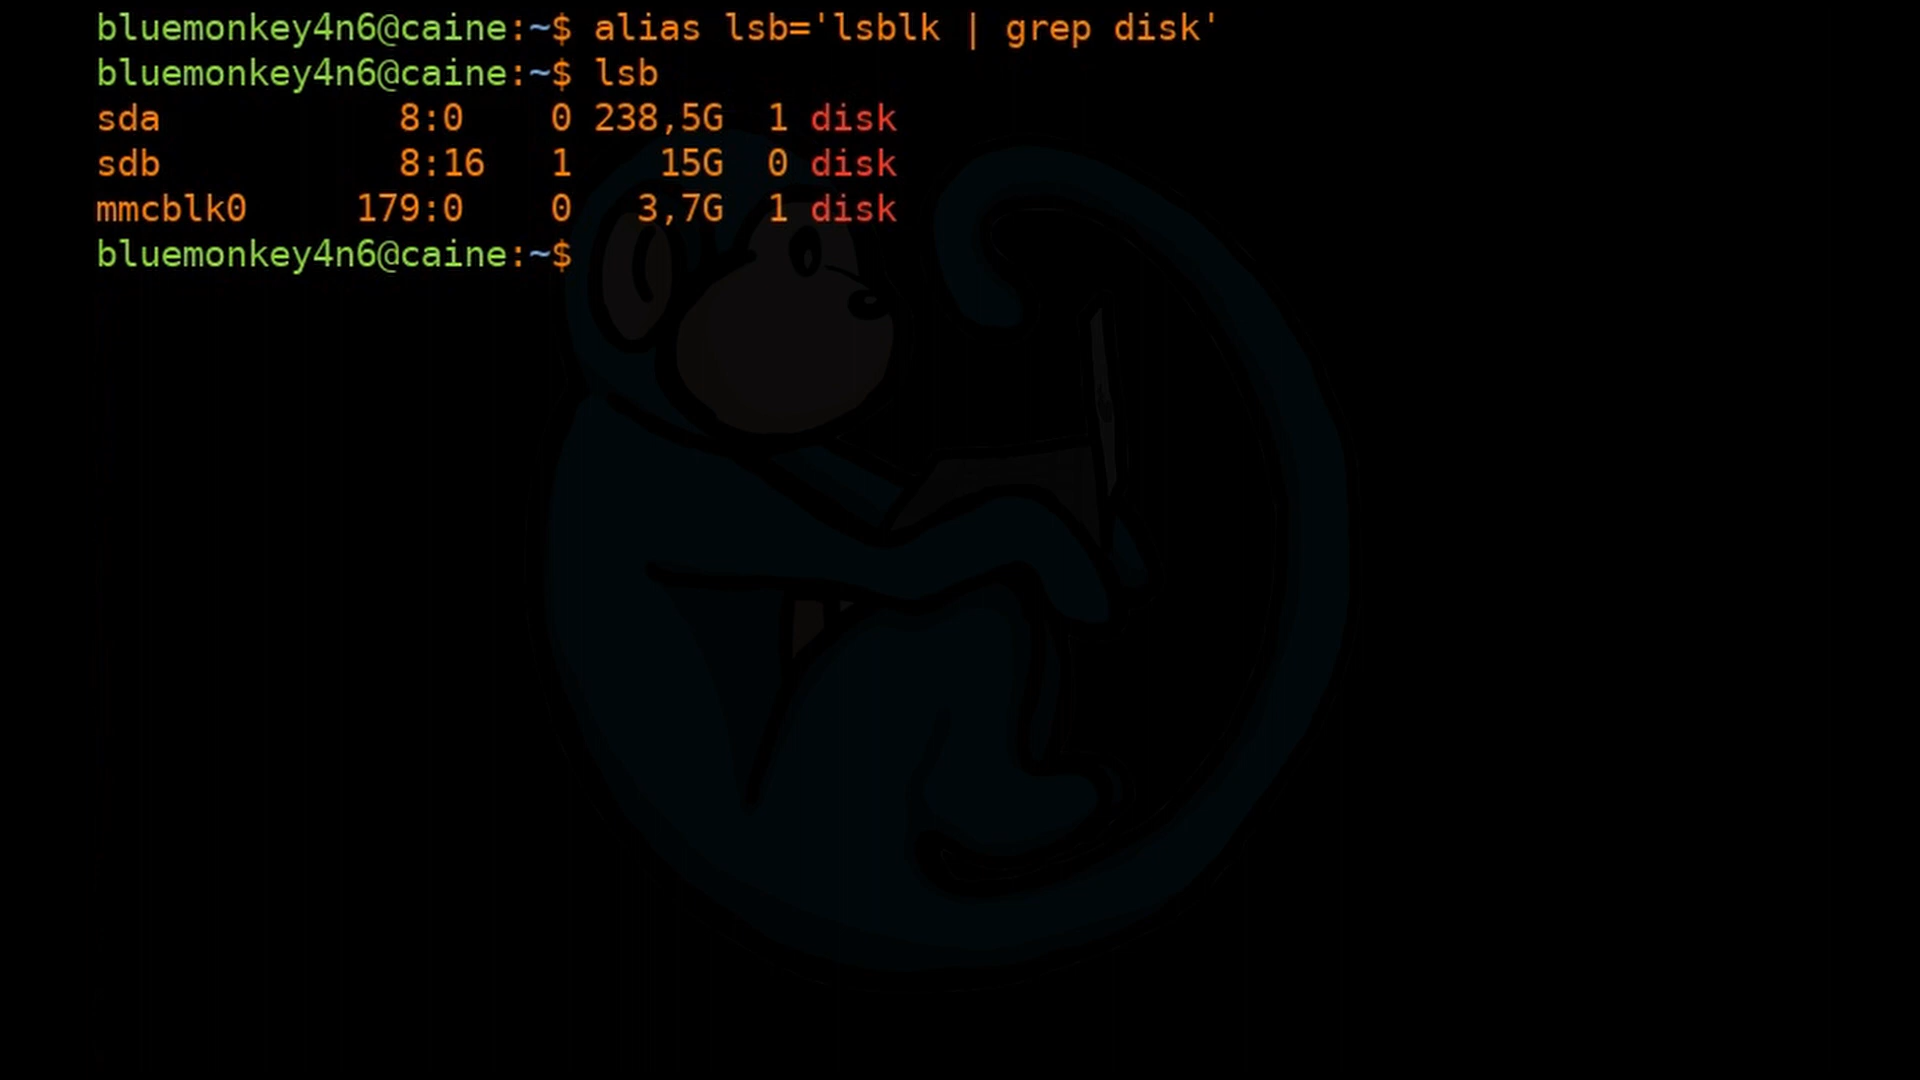 bluemonkey4n6@caine:~$ alias lsb='lsblk | grep disk'
bluemonkey4n6@caine:~$ lsb
sda           8:0    0 238,5G  1 disk
sdb           8:16   1    15G  0 disk
mmcblk0     179:0    0   3,7G  1 disk
bluemonkey4n6@caine:~$